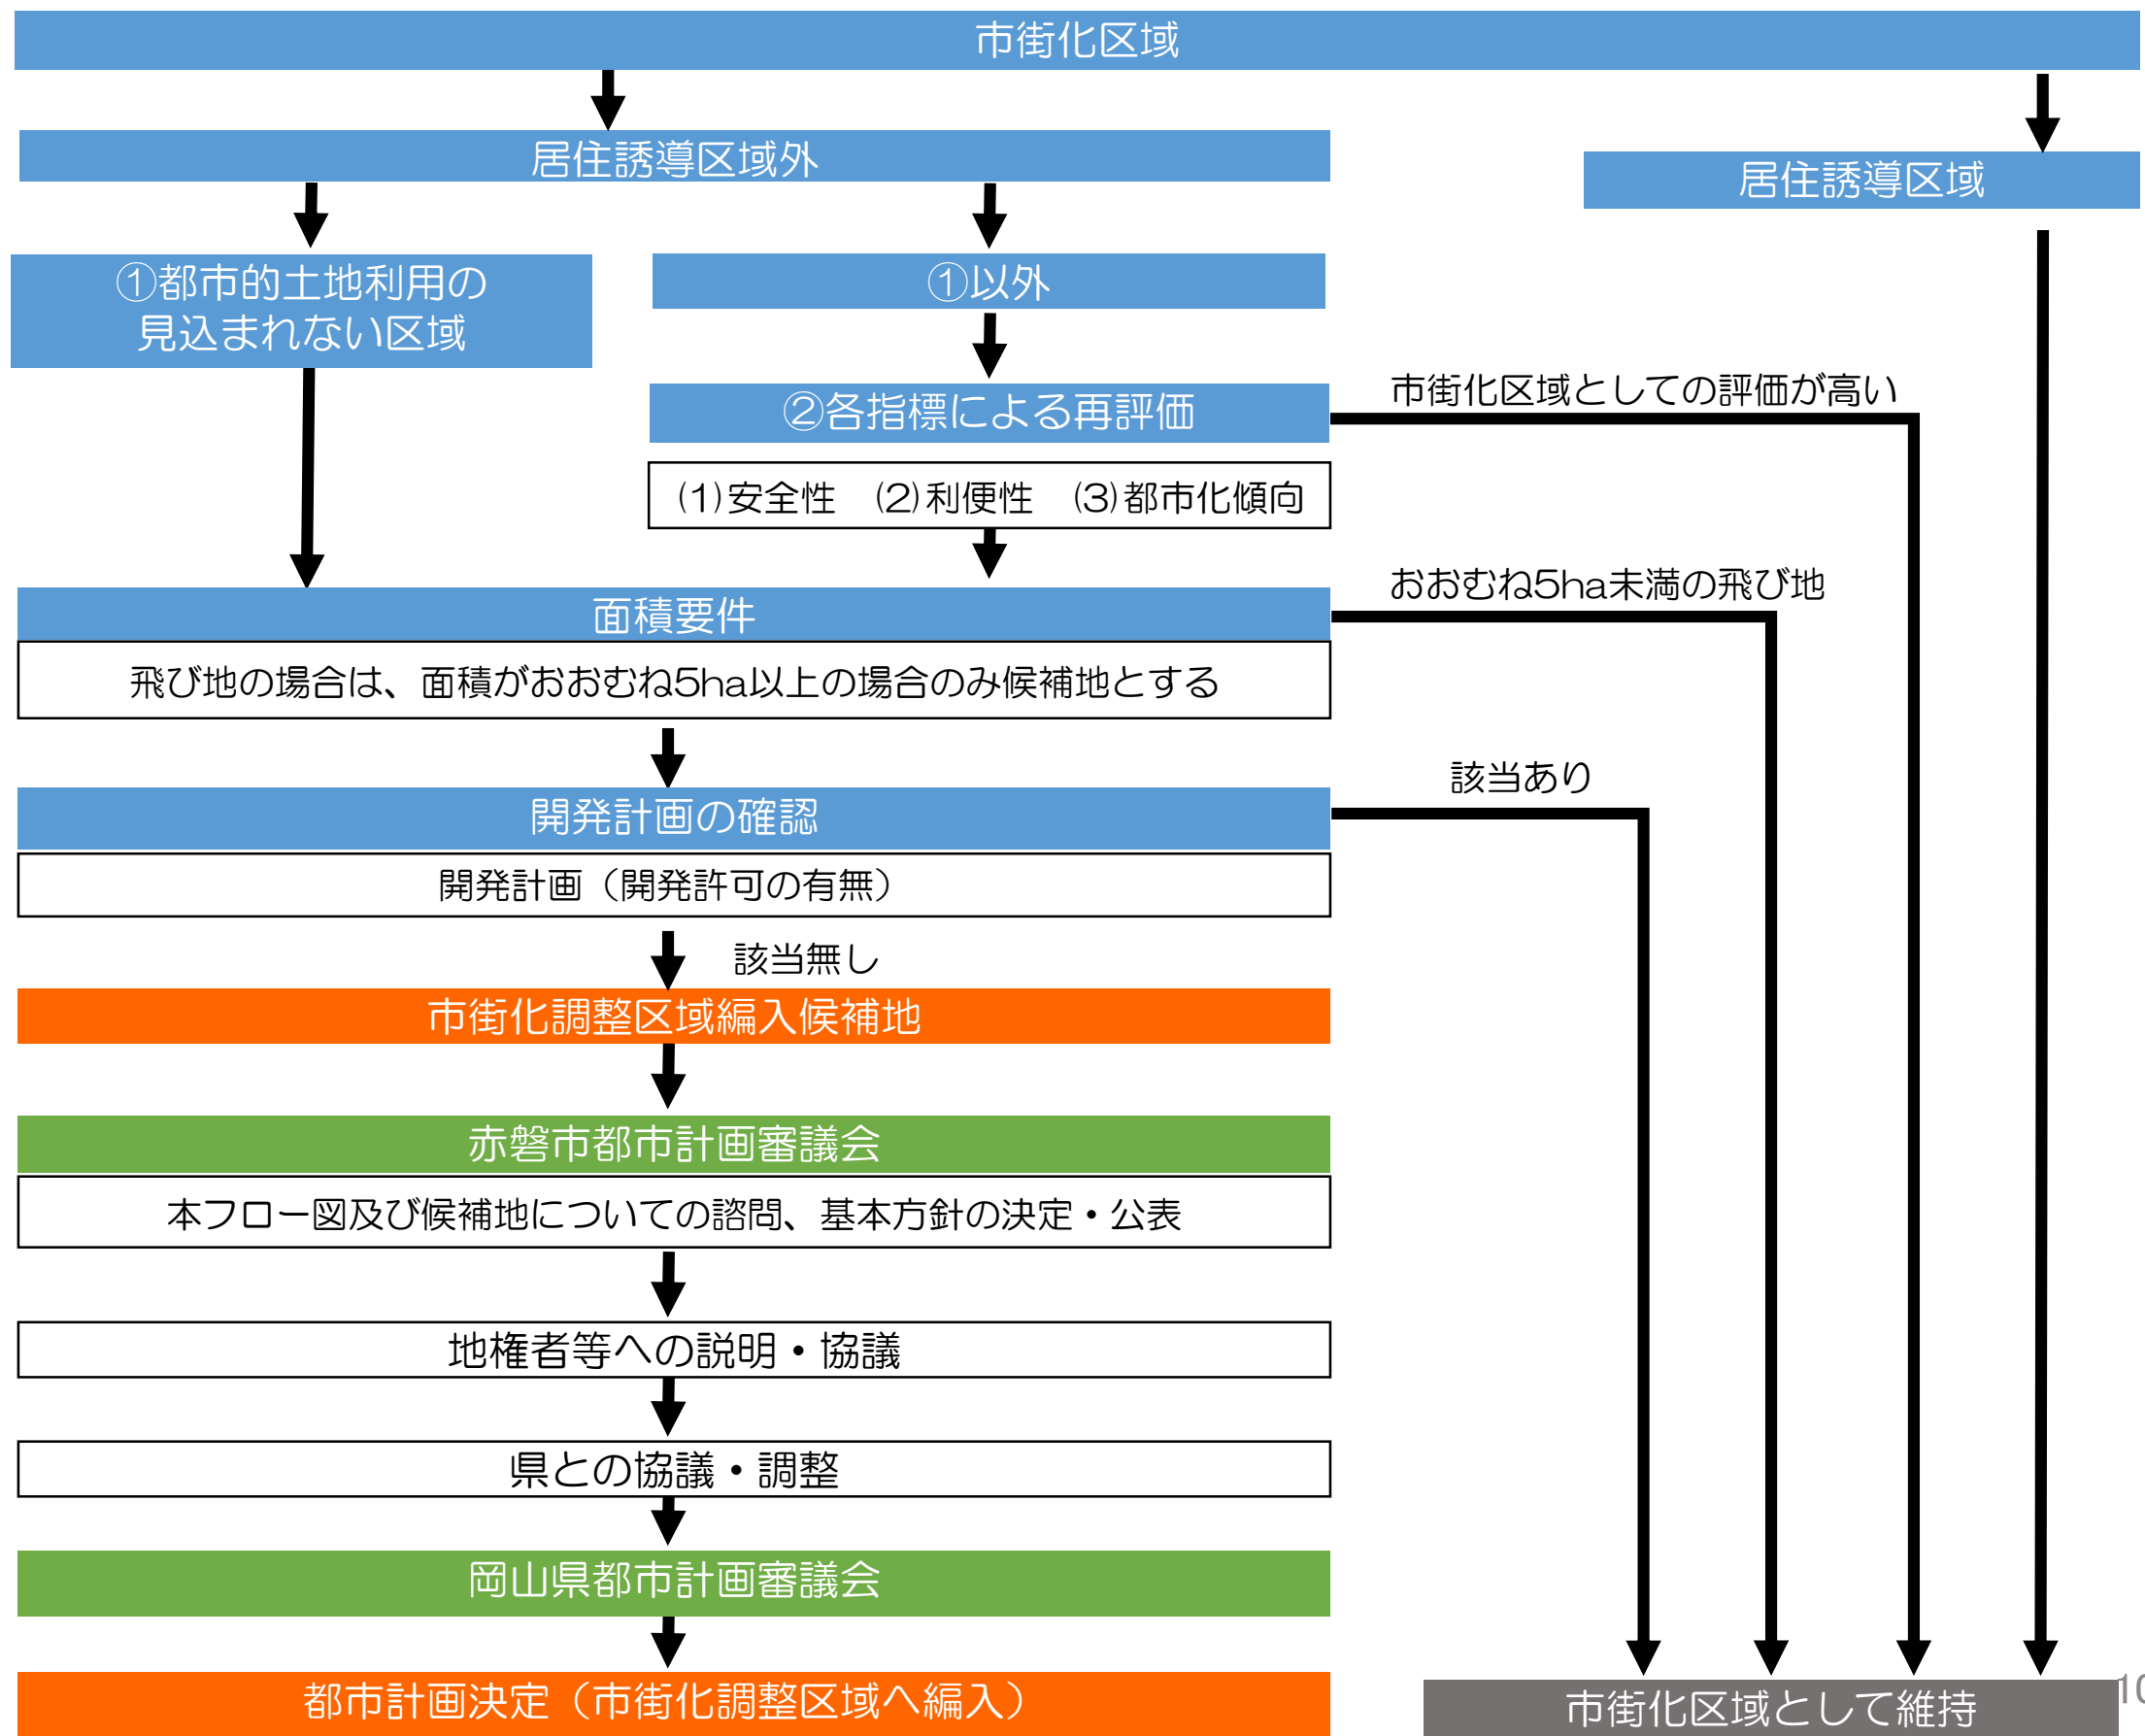 市街化区域
居住誘導区域外
居住誘導区域
①都市的土地利用の
見込まれない区域
①以外
②各指標による再評価
市街化区域としての評価が高い
(1)安全性　(2)利便性　(3)都市化傾向
面積要件
おおむね5ha未満の飛び地
飛び地の場合は、面積がおおむね5ha以上の場合のみ候補地とする
開発計画の確認
該当あり
開発計画（開発許可の有無）
該当無し
市街化調整区域編入候補地
赤磐市都市計画審議会
本フロー図及び候補地についての諮問、基本方針の決定・公表
地権者等への説明・協議
県との協議・調整
岡山県都市計画審議会
都市計画決定（市街化調整区域へ編入）
市街化区域として維持